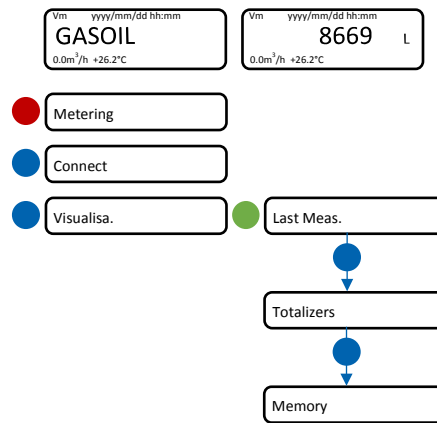 Vm yyyy/mm/dd hh:mm
GASOIL
0.0m³/h +26.2°C
Vm yyyy/mm/dd hh:mm
8669 L
0.0m³/h +26.2°C
Metering
Connect
Visualisa.
Last Meas.
Totalizers
Memory